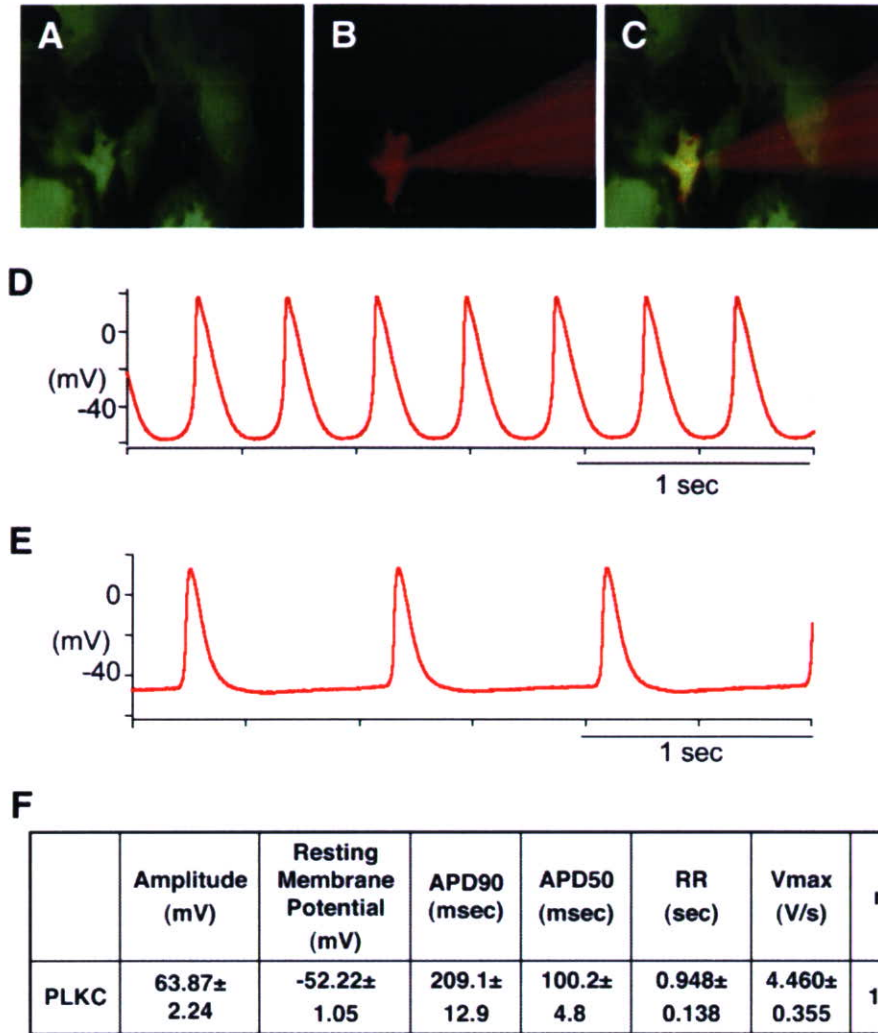 A B C
D
0
(mV)
-40
1 sec
E
0
(mV)
-40
1 sec
F
Amplitude (mV) Resting Membrane Potential (mV) APD90 (msec) APD50 (msec) RR (sec) Vmax (V/s)
PLKC 63.87± 2.24 -52.22± 1.05 209.1± 12.9 100.2± 4.8 0.948± 0.138 4.460± 0.355